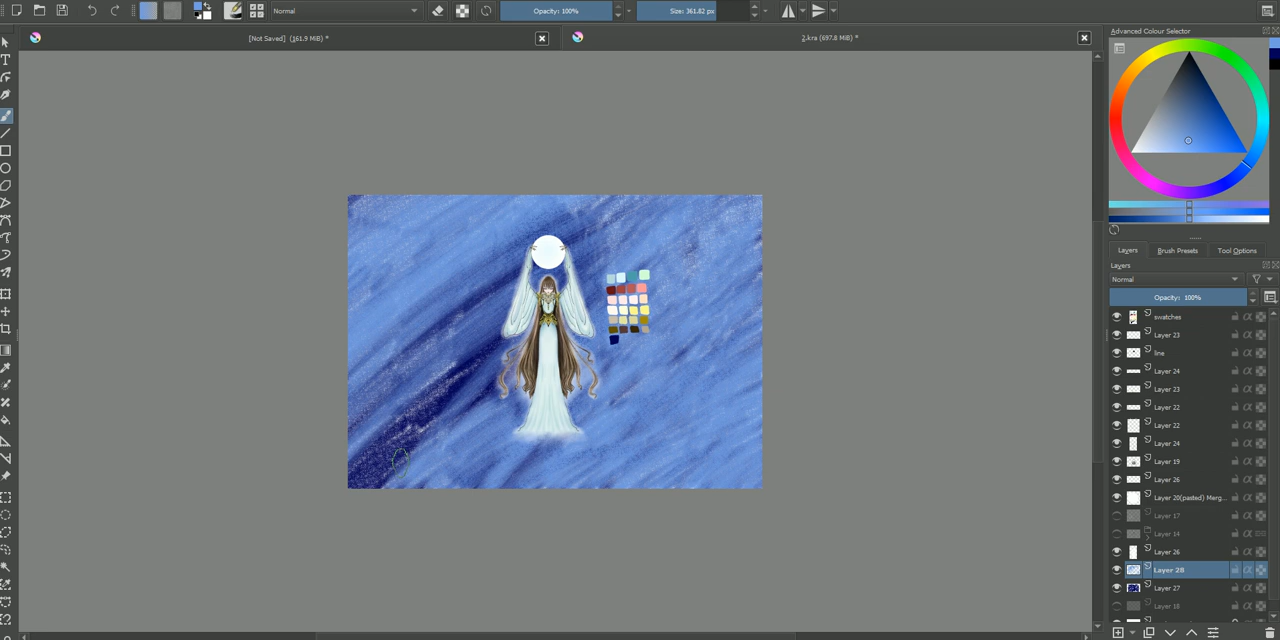 Normal
Opacity: 100%
Size: 361.82 px
[Not Saved] (161.9 MiB) *
2.kra (697.8 MiB) *
Advanced Colour Selector
Layers
Brush Presets
Tool Options
Layers
Normal
Opacity: 100%
swatches
Layer 23
line
Layer 24
Layer 23
Layer 22
Layer 22
Layer 24
Layer 19
Layer 26
Layer 20(pasted) Merg...
Layer 17
Layer 14
Layer 26
Layer 28
Layer 27
Layer 18